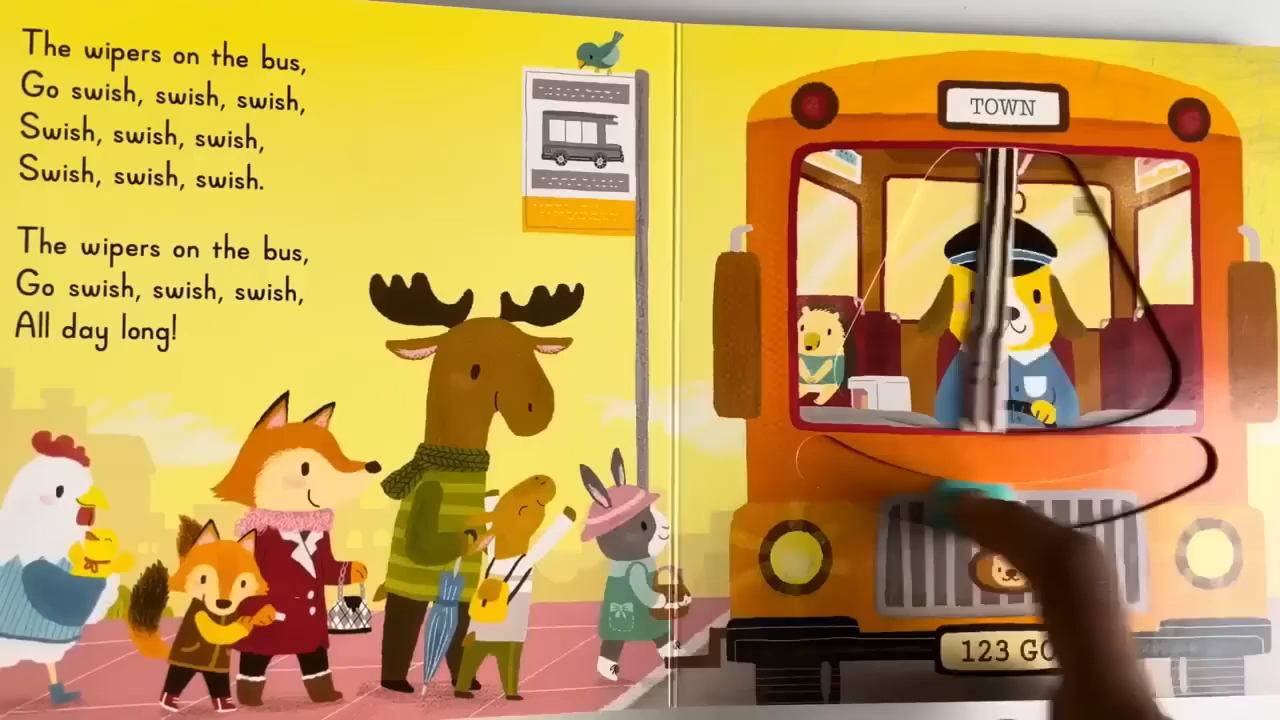 The wipers on the bus,
Go swish, swish, swish,
Swish, swish, swish,
Swish, swish, swish.
The wipers on the bus,
Go swish, swish, swish,
All day long!
TOWN
123 GO